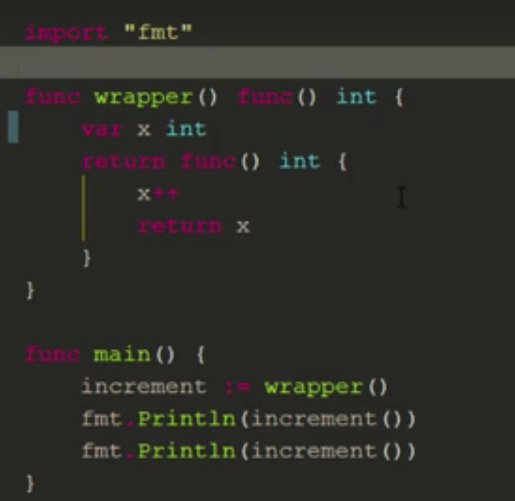 import "fmt"
func wrapper() func() int {
var x int
return func() int {
x++
return x
}
}
func main() {
increment := wrapper()
fmt.Println(increment())
fmt.Println(increment())
}